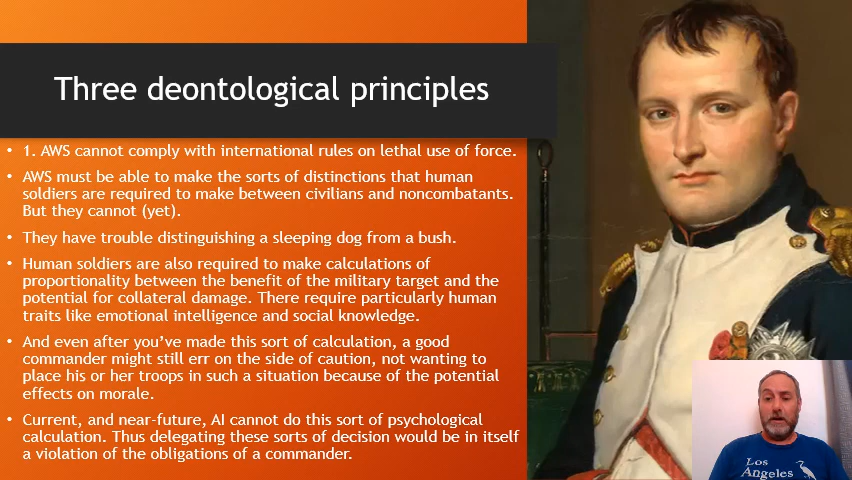 Three deontological principles
• 1. AWS cannot comply with international rules on lethal use of force.
• AWS must be able to make the sorts of distinctions that human
soldiers are required to make between civilians and noncombatants.
But they cannot (yet).
• They have trouble distinguishing a sleeping dog from a bush.
• Human soldiers are also required to make calculations of
proportionality between the benefit of the military target and the
potential for collateral damage. There require particularly human
traits like emotional intelligence and social knowledge.
• And even after you've made this sort of calculation, a good
commander might still err on the side of caution, not wanting to
place his or her troops in such a situation because of the potential
effects on morale.
• Current, and near-future, AI cannot do this sort of psychological
calculation. Thus delegating these sorts of decision would be in itself
a violation of the obligations of a commander.
Los
Angeles